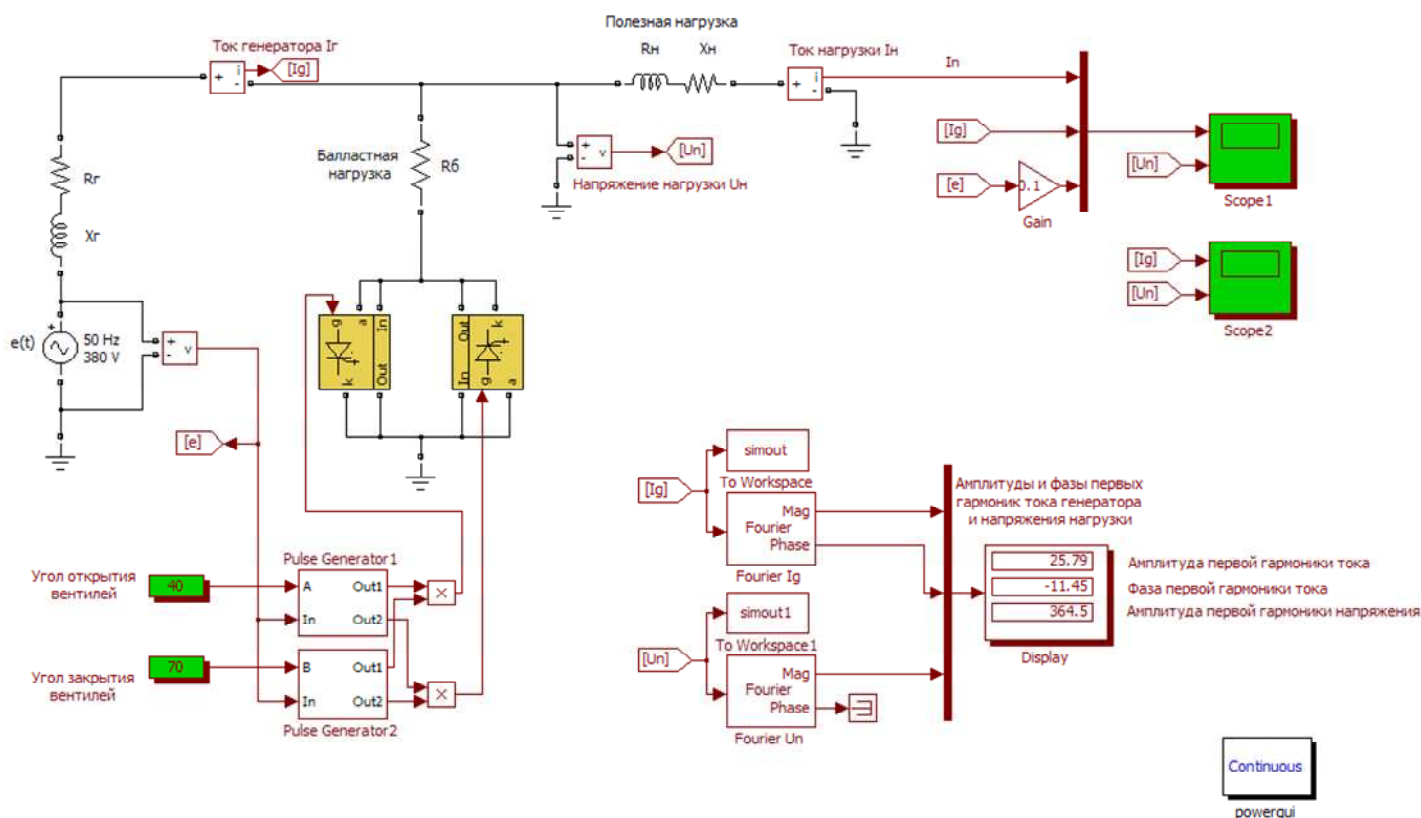 Полезная нагрузка
Ток генератора Iг
Rн
Xн
Ток нагрузки Iн
+
-
i
[Ig]
+
-
i
In
[Ig]
[Un]
[e]
0.1
Gain
Scope1
Балластная
нагрузка
Rб
+
-
v
[Un]
Напряжение нагрузки Uн
Rг
Xг
[Ig]
[Un]
Scope2
e(t)
+
50 Hz
380 V
+
-
v
g
a
In
k
Out
Out
k
In
g
a
[e]
simout
To Workspace
[Ig]
Mag
Fourier
Phase
Fourier Ig
Амплитуды и фазы первых
гармоник тока генератора
и напряжения нагрузки
25.79
Амплитуда первой гармоники тока
-11.45
Фаза первой гармоники тока
364.5
Амплитуда первой гармоники напряжения
Display
Pulse Generator1
Угол открытия
вентилей
40
A
Out1
In
Out2
×
simout1
To Workspace1
[Un]
Mag
Fourier
Phase
Fourier Un
Угол закрытия
вентилей
70
B
Out1
In
Out2
×
Pulse Generator2
Continuous
powergui